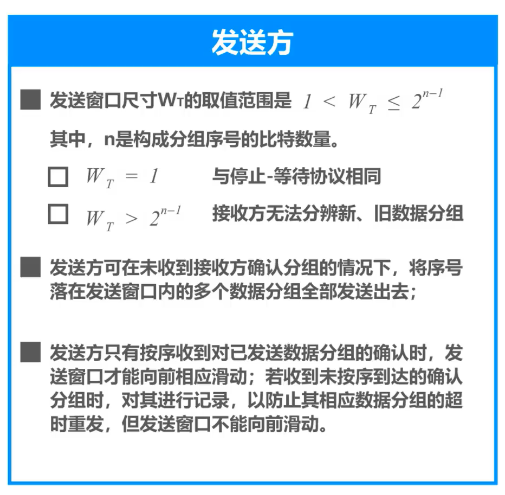 发送方
发送窗口尺寸WT的取值范围是 1 < W_T ≤ 2^{n-1}
其中，n是构成分组序号的比特数量。
W_T = 1 与停止-等待协议相同
W_T > 2^{n-1} 接收方无法分辨新、旧数据分组
发送方可在未收到接收方确认分组的情况下，将序号
落在发送窗口内的多个数据分组全部发送出去；
发送方只有按序收到对已发送数据分组的确认时，发
送窗口才能向前相应滑动；若收到未按序到达的确认
分组时，对其进行记录，以防止其相应数据分组的超
时重发，但发送窗口不能向前滑动。